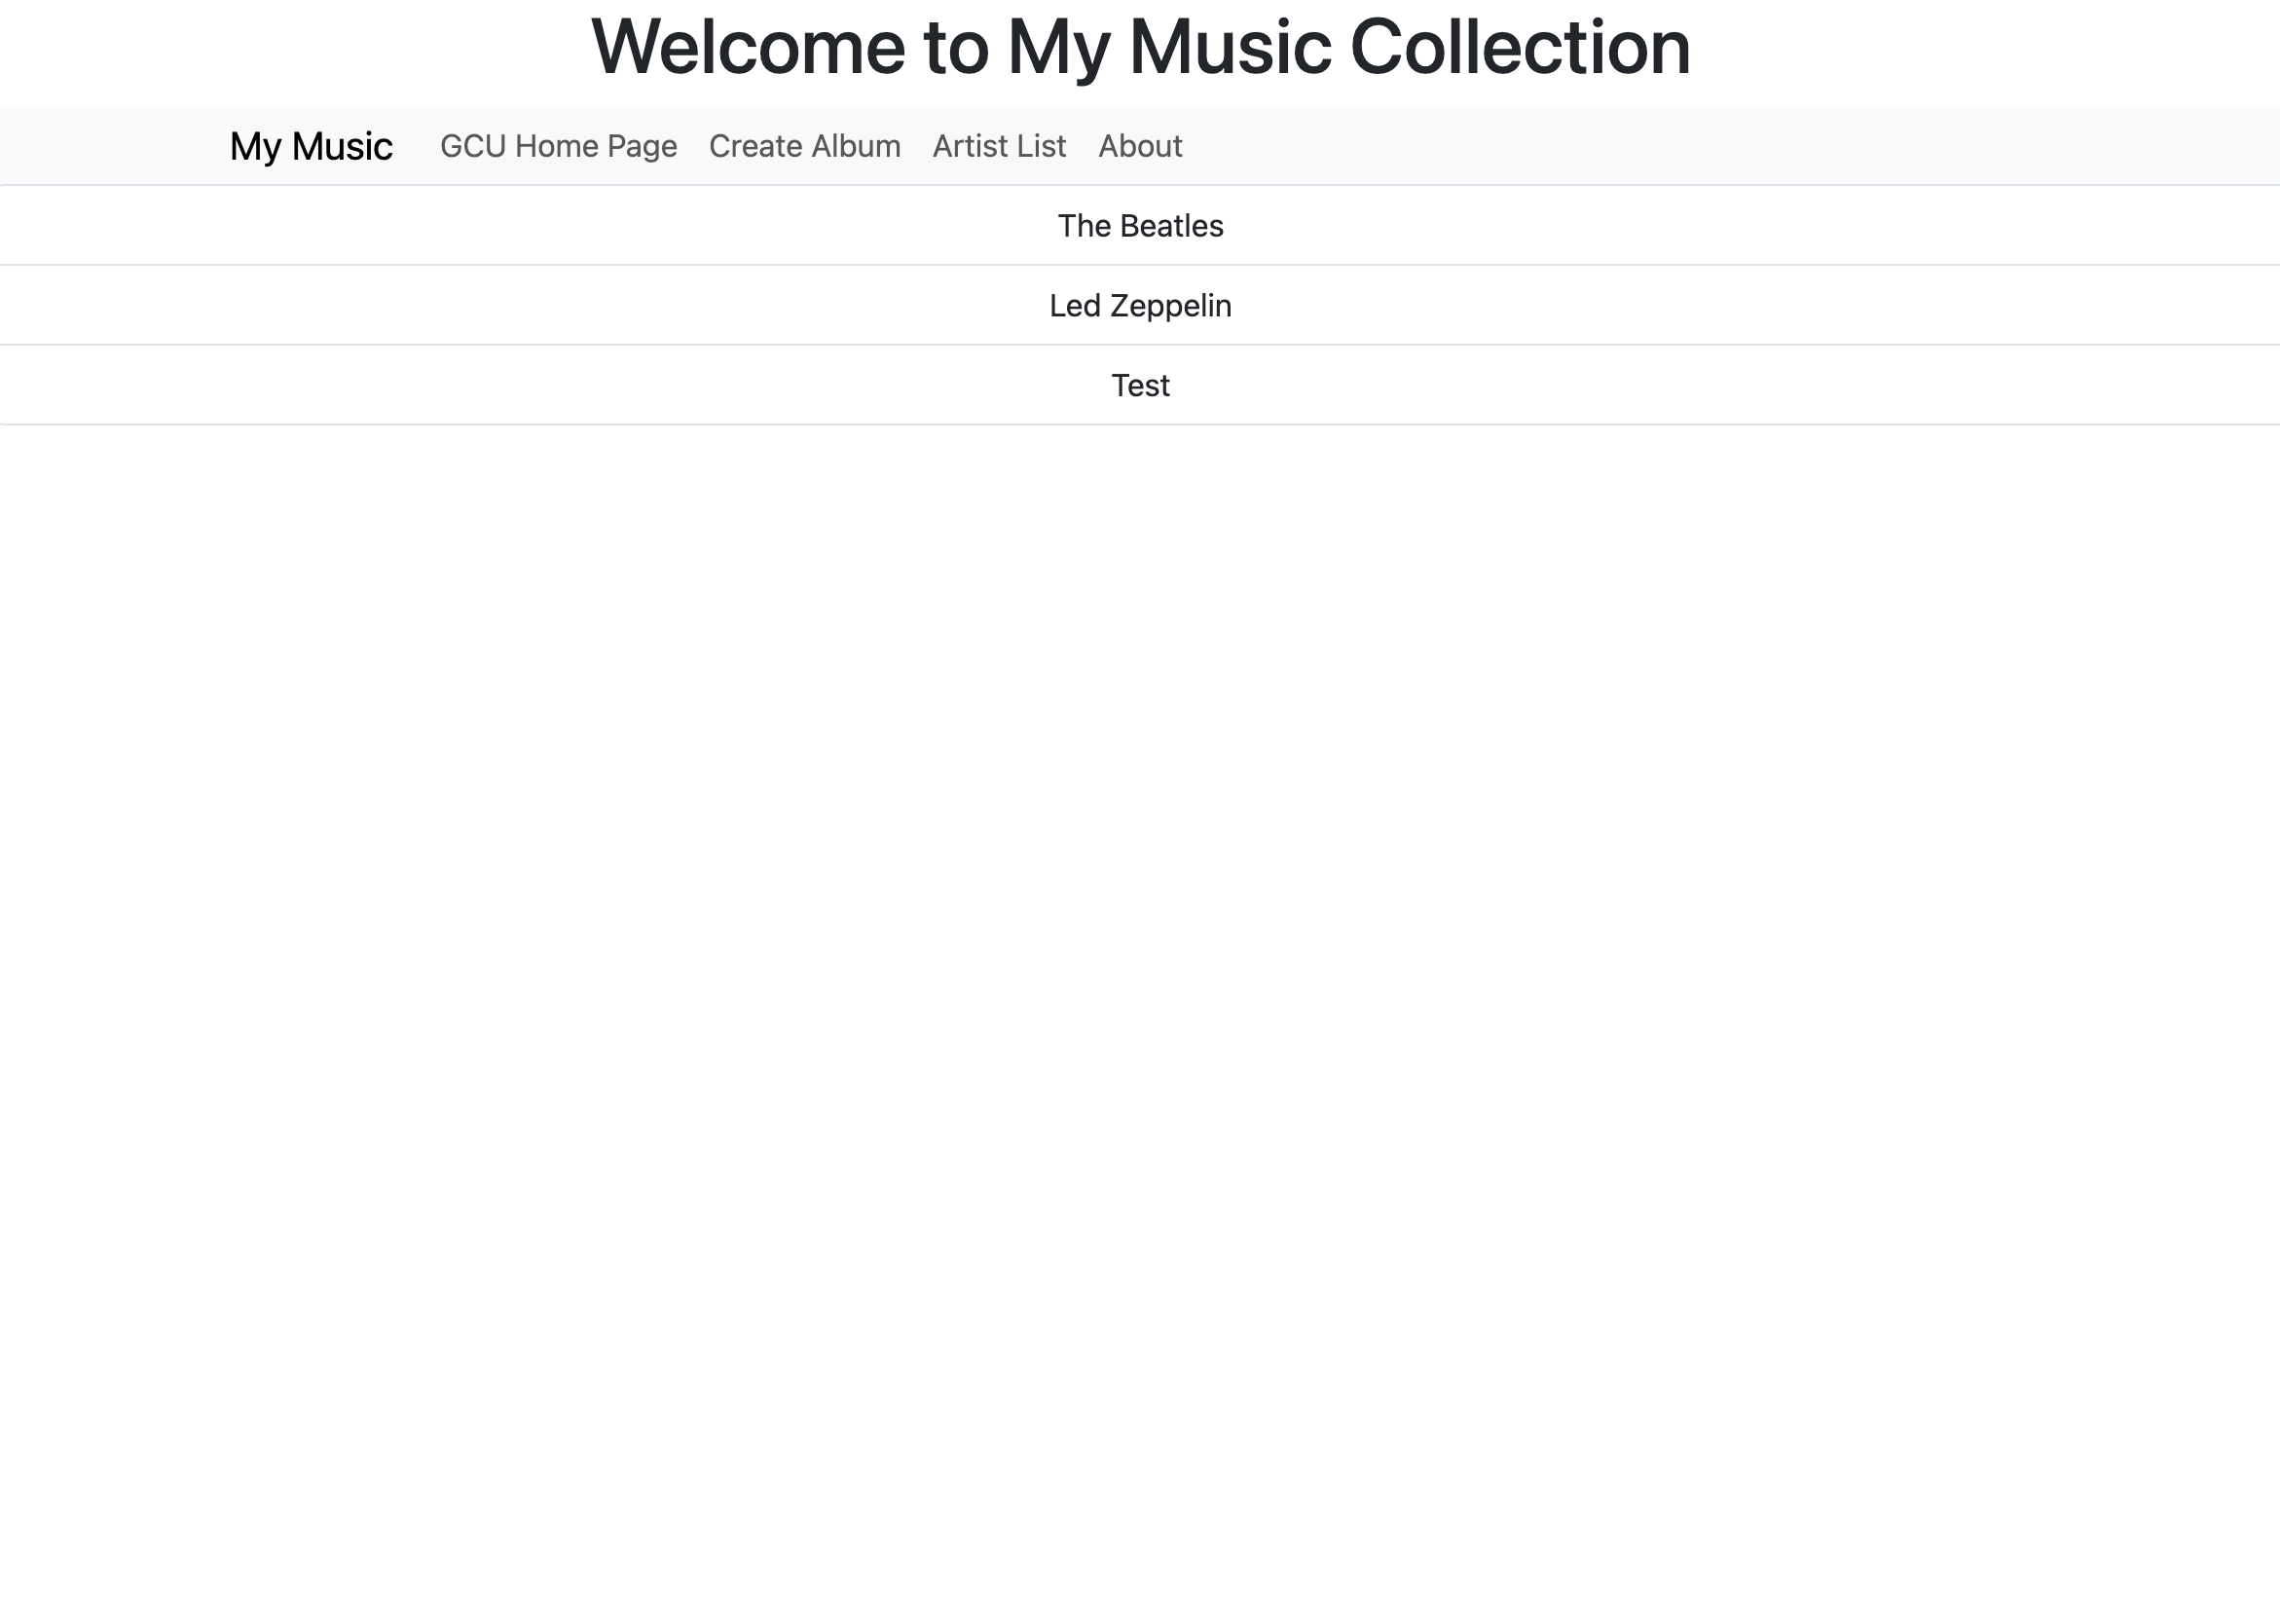 Welcome to My Music Collection
My Music GCU Home Page Create Album Artist List About
The Beatles
Led Zeppelin
Test